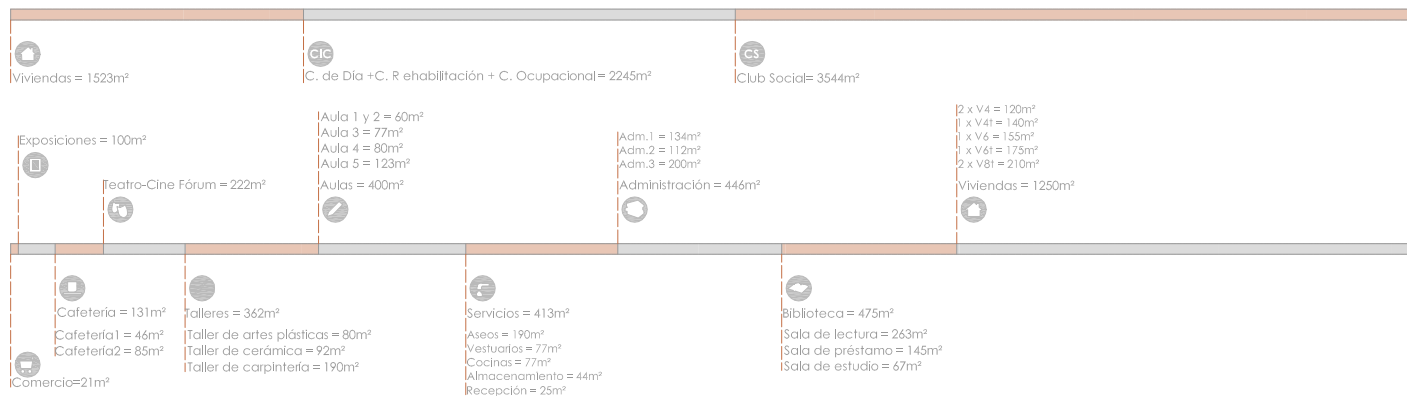 CIC
CS
Viviendas = 1523m²
C. de Día +C. R ehabilitación + C. Ocupacional = 2245m²
Club Social= 3544m²
Exposiciones = 100m²
Teatro-Cine Fórum = 222m²
Aula 1 y 2 = 60m²
Aula 3 = 77m²
Aula 4 = 80m²
Aula 5 = 123m²
Aulas = 400m²
Adm.1 = 134m²
Adm.2 = 112m²
Adm.3 = 200m²
Administración = 446m²
2 x V4 = 120m²
1 x V4t = 140m²
1 x V6 = 155m²
1 x V6t = 175m²
2 x V8t = 210m²
Viviendas = 1250m²
Comercio=21m²
Cafetería = 131m²
Cafetería1 = 46m²
Cafetería2 = 85m²
Talleres = 362m²
Taller de artes plásticas = 80m²
Taller de cerámica = 92m²
Taller de carpintería = 190m²
Servicios = 413m²
Aseos = 190m²
Vestuarios = 77m²
Cocinas = 77m²
Almacenamiento = 44m²
Recepción = 25m²
Biblioteca = 475m²
Sala de lectura = 263m²
Sala de préstamo = 145m²
Sala de estudio = 67m²